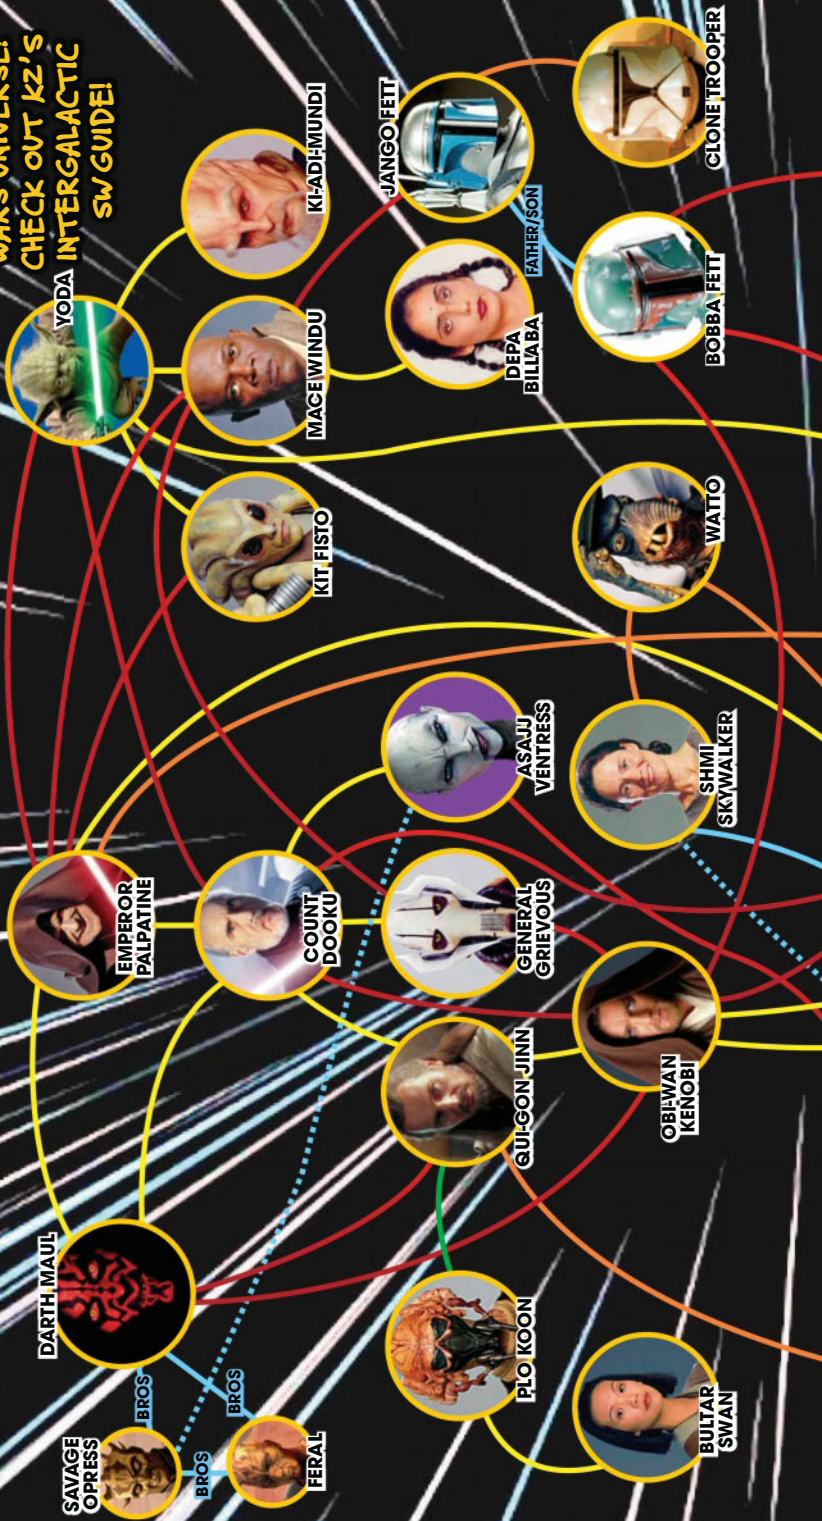 WARS UNIVERSE!
CHECK OUT KZ'S
INTERGALACTIC
SW GUIDE!
DARTH MAUL
SAVAGE
OPRESS
YODA
EMPEROR
PALPATINE
BROS
BROS
BROS
FERAL
COUNT
DOOKU
KIT FISTO
MACE WINDU
KI-ADI-MUNDI
JANGO FETT
PLO KOON
QUI-GON JINN
GENERAL
GRIEVOUS
ASAJJ
VENTRESS
DEPA
BILLABA
FATHER/SON
BULTAR
SWAN
OBI-WAN
KENOBI
SHMI
SKYWALKER
WATTO
BOBBA FETT
CLONE TROOPER